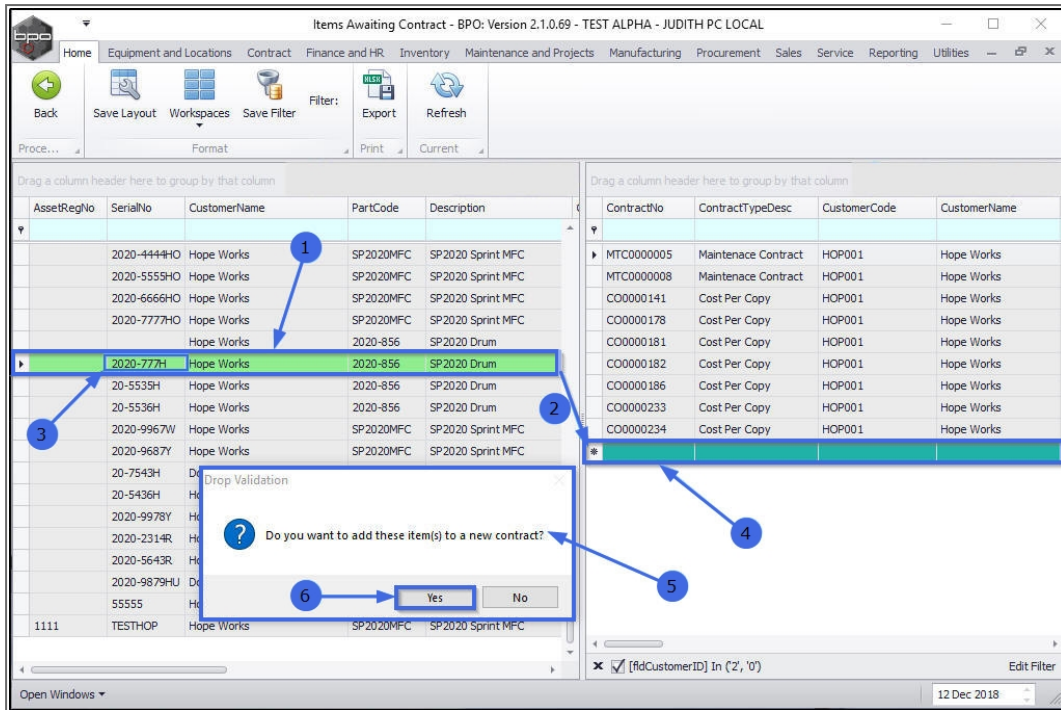 bpo
Items Awaiting Contract - BPO: Version 2.1.0.69 - TEST ALPHA - JUDITH PC LOCAL
Home Equipment and Locations Contract Finance and HR Inventory Maintenance and Projects Manufacturing Procurement Sales Service Reporting Utilities
Back Save Layout Workspaces Save Filter Filter: XLSX Export Refresh
Proce... Format Print Current
Drag a column header here to group by that column Drag a column header here to group by that column
AssetRegNo SerialNo CustomerName PartCode Description ContractNo ContractTypeDesc CustomerCode CustomerName
2020-4444HO Hope Works SP2020MFC SP2020 Sprint MFC MTC0000005 Maintenace Contract HOP001 Hope Works
2020-5555HO Hope Works SP2020MFC SP2020 Sprint MFC MTC0000008 Maintenace Contract HOP001 Hope Works
2020-6666HO Hope Works SP2020MFC SP2020 Sprint MFC CO0000141 Cost Per Copy HOP001 Hope Works
2020-7777HO Hope Works SP2020MFC SP2020 Sprint MFC CO0000178 Cost Per Copy HOP001 Hope Works
Hope Works 2020-856 SP2020 Drum CO0000181 Cost Per Copy HOP001 Hope Works
2020-777H Hope Works 2020-856 SP2020 Drum CO0000182 Cost Per Copy HOP001 Hope Works
20-5535H Hope Works 2020-856 SP2020 Drum CO0000186 Cost Per Copy HOP001 Hope Works
20-5536H Hope Works 2020-856 SP2020 Drum CO0000233 Cost Per Copy HOP001 Hope Works
2020-9967W Hope Works SP2020MFC SP2020 Sprint MFC CO0000234 Cost Per Copy HOP001 Hope Works
2020-9687Y Hope Works SP2020MFC SP2020 Sprint MFC
20-7543H
20-5436H
2020-9978Y
2020-2314R
2020-5643R
2020-9879HU
55555
1111 TESTHOP Hope Works SP2020MFC SP2020 Sprint MFC
Drop Validation
Do you want to add these item(s) to a new contract?
Yes No
1
2
3
4
5
6
[fldCustomerID] In ('2', '0') Edit Filter
Open Windows 12 Dec 2018